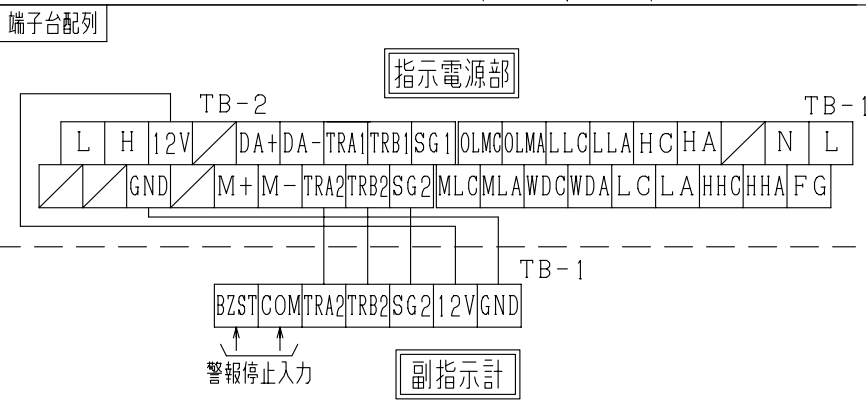 端子台配列
指示電源部
TB-2 TB-1
L H 12V DA+ DA- TRA1 TRB1 SG1 OLMC OLMA LLC LLA HC HA N L
GND M+ M- TRA2 TRB2 SG2 MLC MLA WDC WDA LC LA HHC HHA FG
TB-1
BZST COM TRA2 TRB2 SG2 12V GND
警報停止入力
副指示計